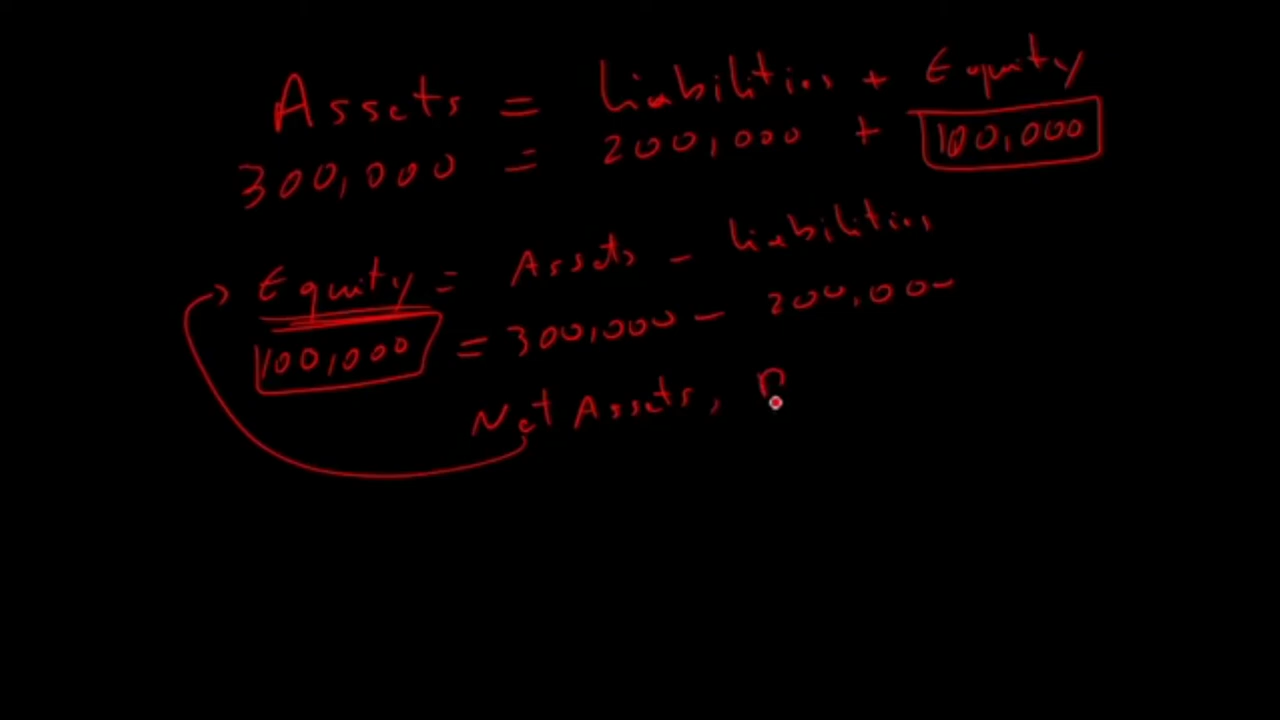 Assets = Liabilities + Equity
300,000 = 200,000 + 100,000
Equity = Assets - Liabilities
100,000 = 300,000 - 200,000
Net Assets,